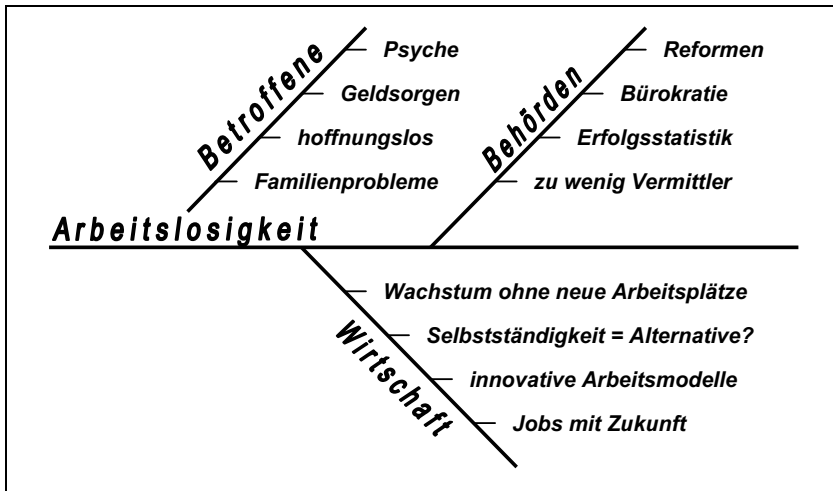 Betroffene
Psyche
Geldsorgen
hoffnungslos
Familienprobleme
Behörden
Reformen
Bürokratie
Erfolgsstatistik
zu wenig Vermittler
Arbeitslosigkeit
Wirtschaft
Wachstum ohne neue Arbeitsplätze
Selbstständigkeit = Alternative?
innovative Arbeitsmodelle
Jobs mit Zukunft